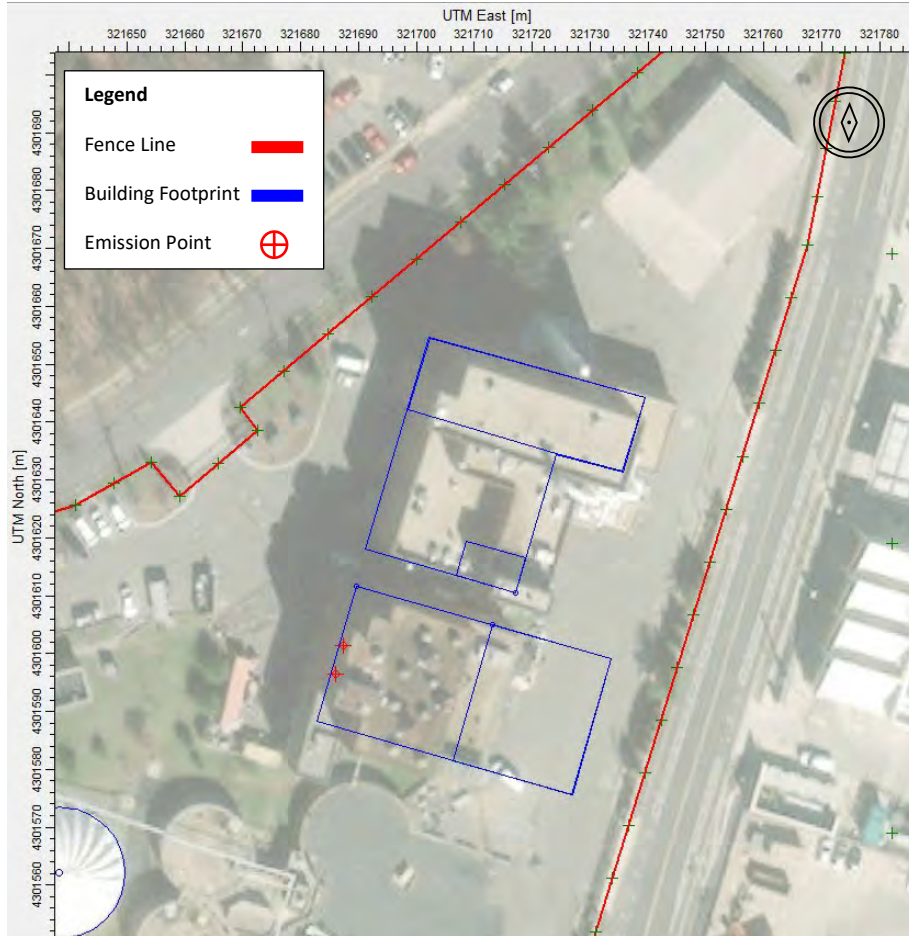 UTM East [m]
321650 321660 321670 321680 321690 321700 321710 321720 321730 321740 321750 321760 321770 321780
Legend
Fence Line
Building Footprint
Emission Point
UTM North [m]
4301690
4301680
4301670
4301660
4301650
4301640
4301630
4301620
4301610
4301600
4301590
4301580
4301570
4301560